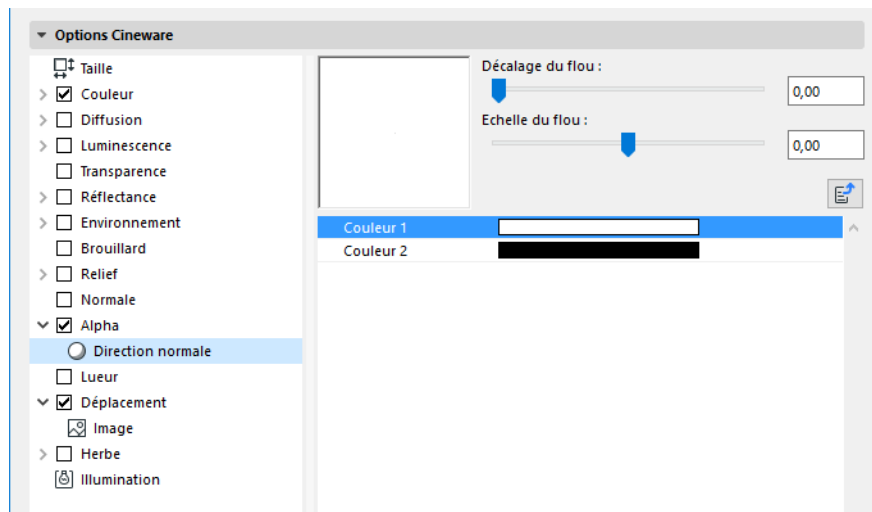 Options Cineware
Taille
Couleur
Diffusion
Luminescence
Transparence
Réflectance
Environnement
Brouillard
Relief
Normale
Alpha
Direction normale
Lueur
Déplacement
Image
Herbe
Illumination
Décalage du flou :
0,00
Echelle du flou :
0,00
Couleur 1
Couleur 2